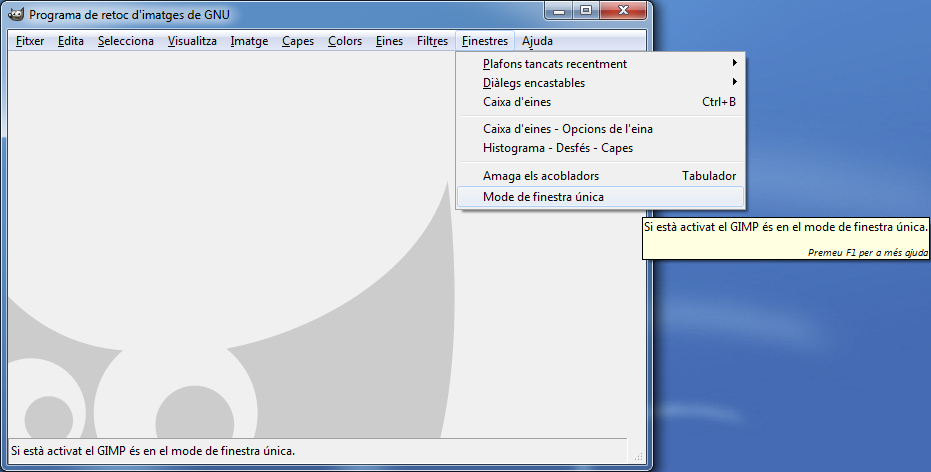 Programa de retoc d'imatges de GNU
Fitxer Edita Selecciona Visualitza Imatge Capes Colors Eines Filtres Finestres Ajuda
Plafons tancats recentment
Diàlegs encastables
Caixa d'eines Ctrl+B
Caixa d'eines - Opcions de l'eina
Histograma - Desfés - Capes
Amaga els acobladors Tabulador
Mode de finestra única
Si està activat el GIMP és en el mode de finestra única.
Premeu F1 per a més ajuda
Si està activat el GIMP és en el mode de finestra única.